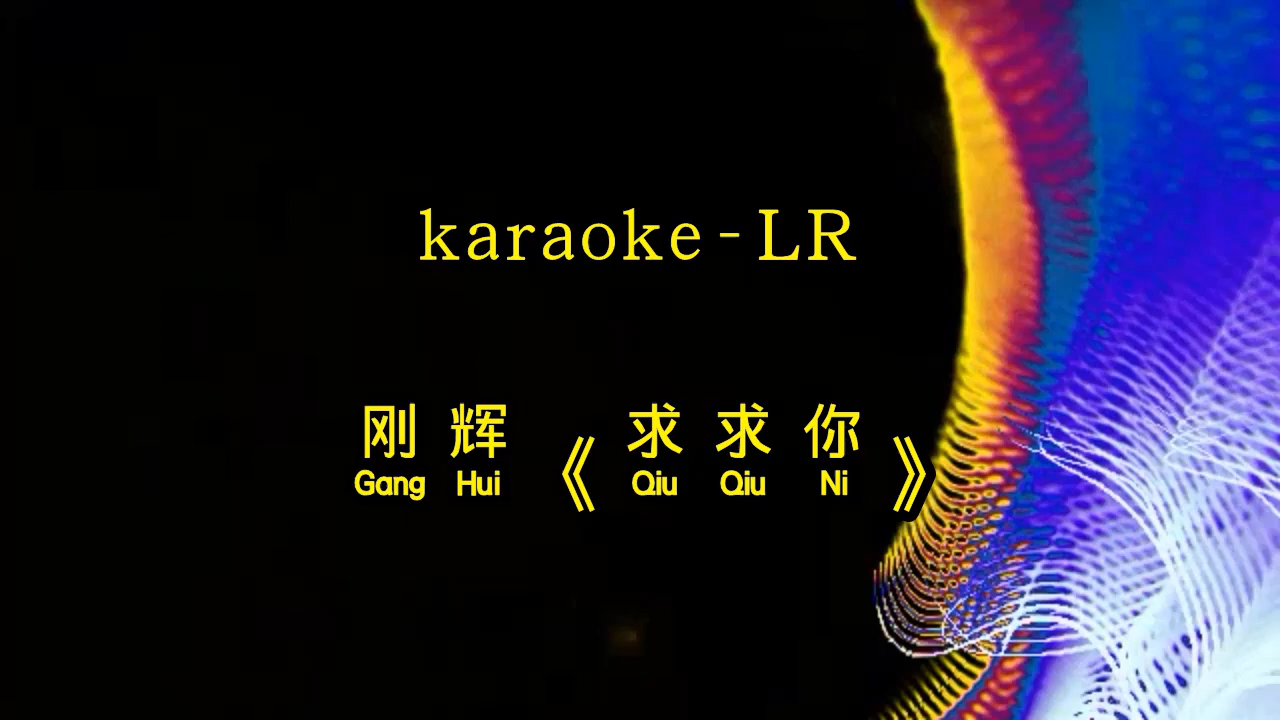 karaoke-LR
刚辉《求求你》
Gang Hui Qiu Qiu Ni